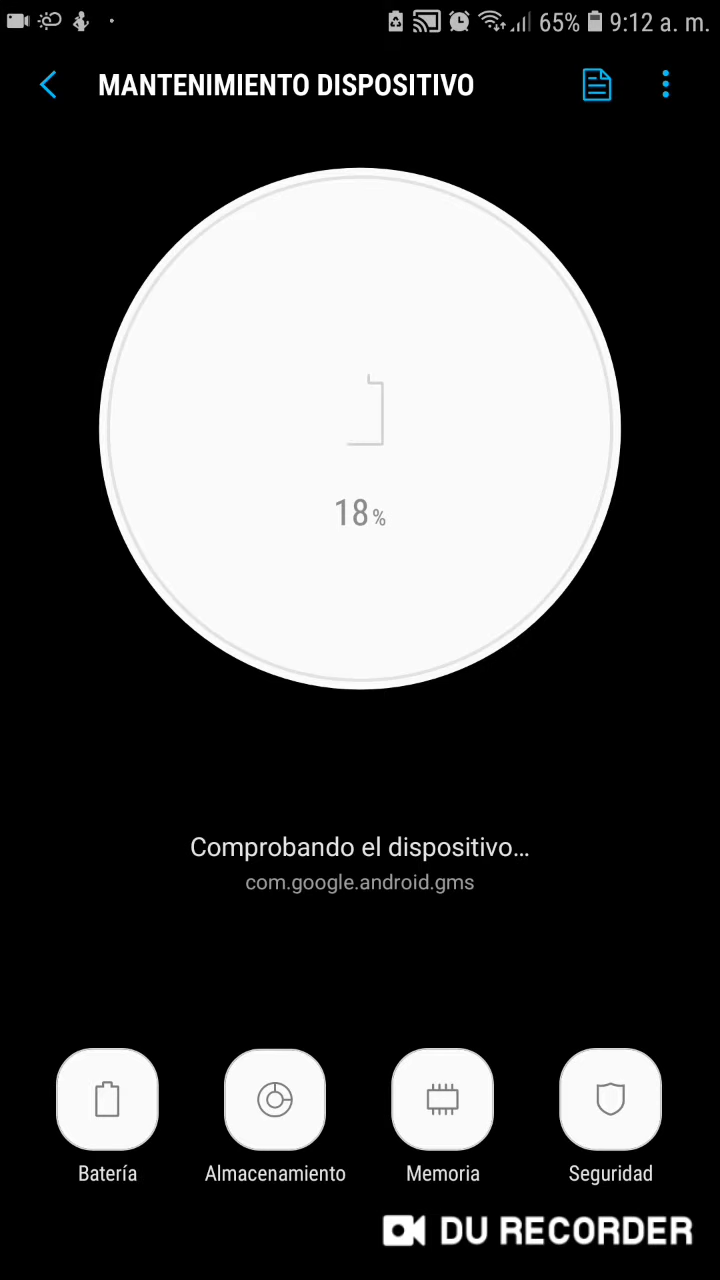 65% 9:12 a. m.
MANTENIMIENTO DISPOSITIVO
18%
Comprobando el dispositivo...
com.google.android.gms
Batería Almacenamiento Memoria Seguridad
DU RECORDER